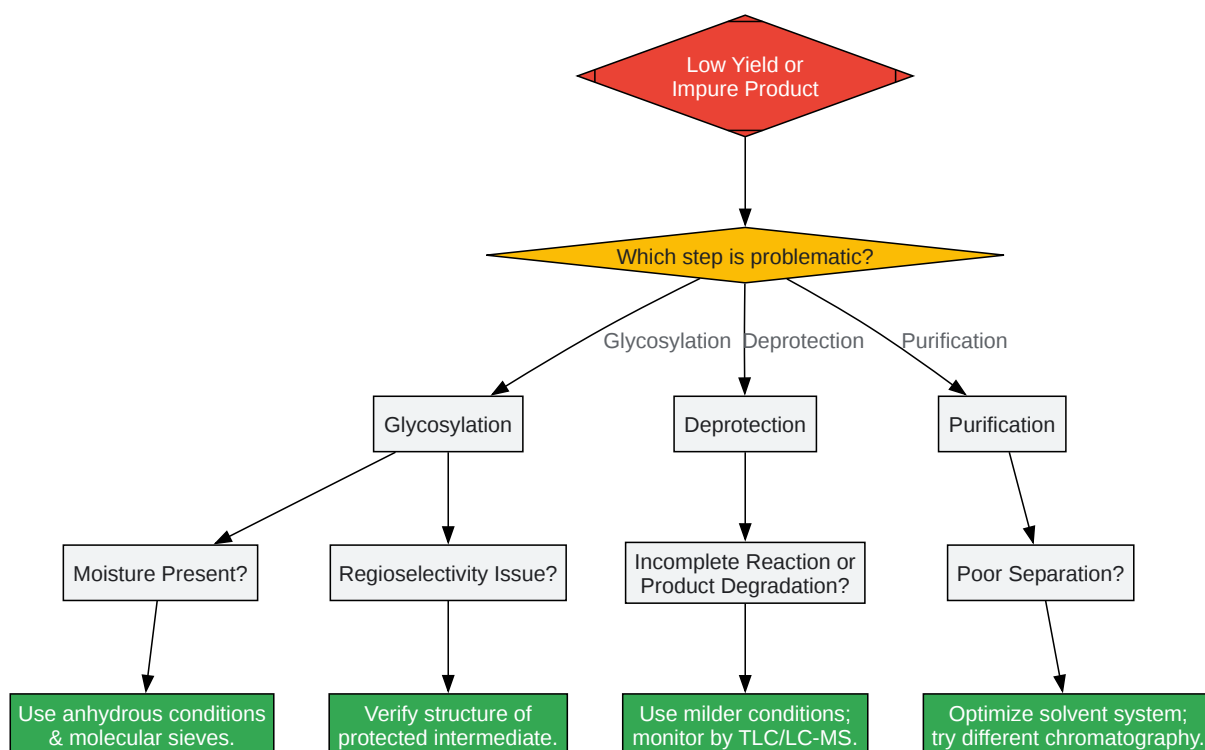 Low Yield or
Impure Product
Which step is problematic?
Glycosylation
Deprotection
Purification
Glycosylation
Deprotection
Purification
Moisture Present?
Regioselectivity Issue?
Incomplete Reaction or
Product Degradation?
Poor Separation?
Use anhydrous conditions
& molecular sieves.
Verify structure of
protected intermediate.
Use milder conditions;
monitor by TLC/LC-MS.
Optimize solvent system;
try different chromatography.